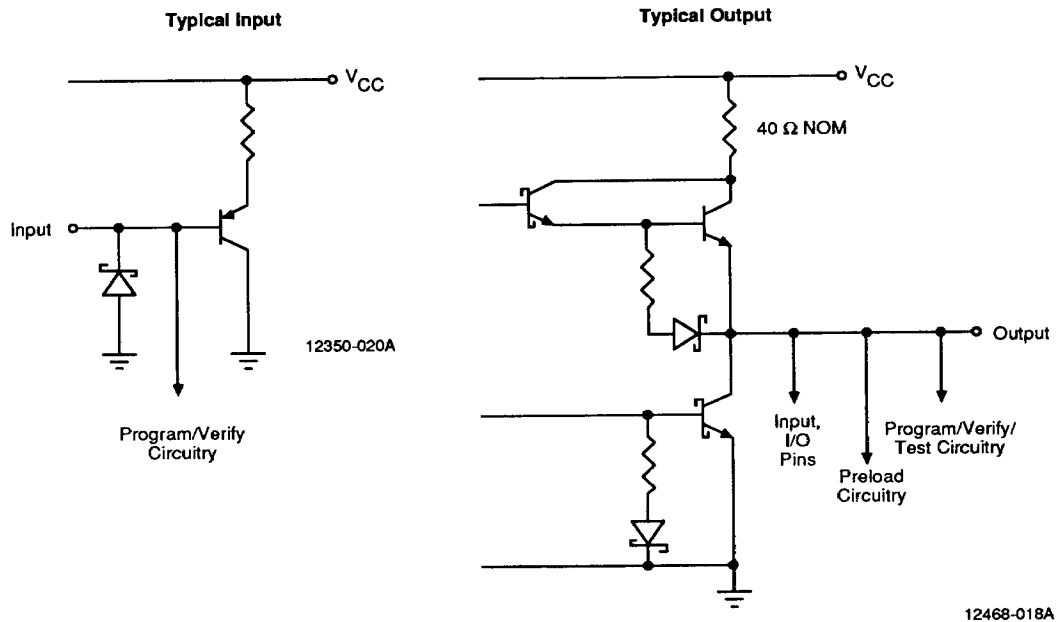 Typical Input
Typical Output
V_CC
V_CC
40 Ω NOM
Input
12350-020A
Output
Program/Verify
Circuitry
Input,
I/O
Pins
Program/Verify/
Test Circuitry
Preload
Circuitry
12468-018A